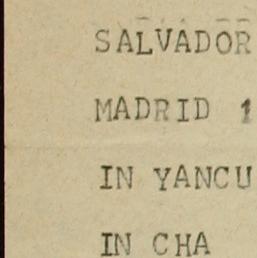 SALVADOR
MADRID 1
IN YANCU
IN CHA